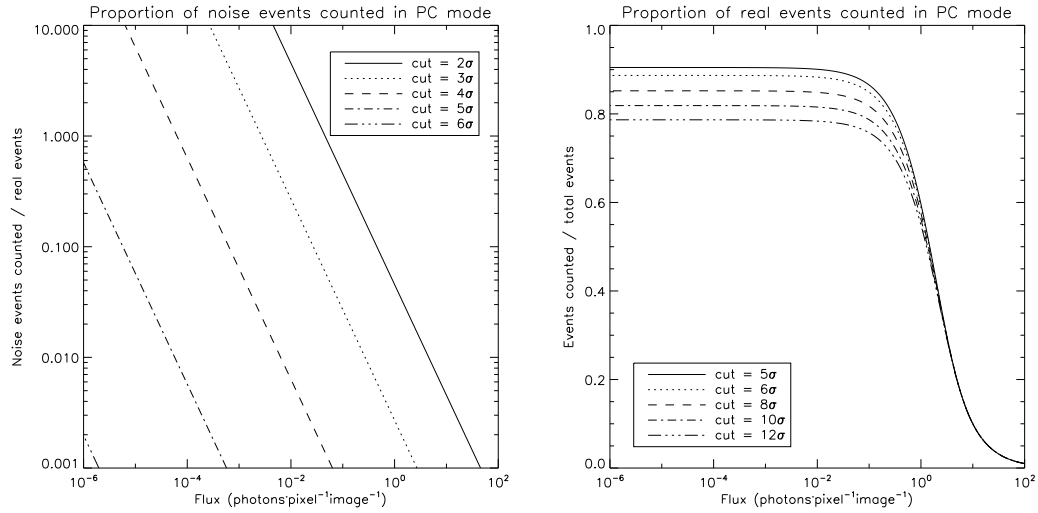 Proportion of noise events counted in PC mode
10.000
1.000
0.100
0.010
0.001
Noise events counted / real events
cut = 2σ
cut = 3σ
cut = 4σ
cut = 5σ
cut = 6σ
10⁻⁶
10⁻⁴
10⁻²
10⁰
10²
Flux (photons·pixel⁻¹image⁻¹)
Proportion of real events counted in PC mode
1.0
0.8
0.6
0.4
0.2
0.0
Events counted / total events
cut = 5σ
cut = 6σ
cut = 8σ
cut = 10σ
cut = 12σ
10⁻⁶
10⁻⁴
10⁻²
10⁰
10²
Flux (photons·pixel⁻¹image⁻¹)